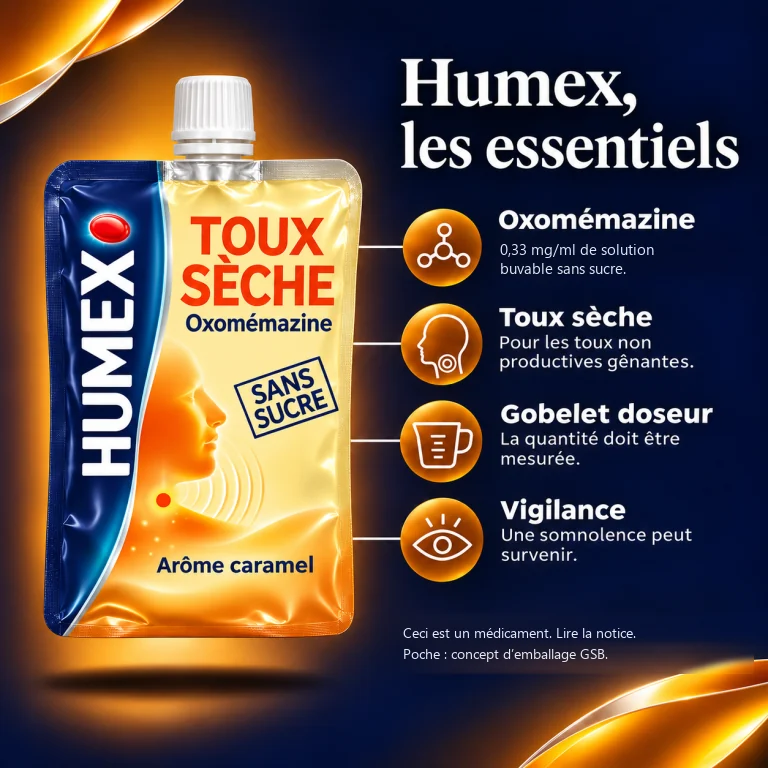 Humex,
les essentiels
HUMEX
TOUX
SÈCHE
Oxomémazine
SANS
SUCRE
Arôme caramel
Oxomémazine
0,33 mg/ml de solution
buvable sans sucre.
Toux sèche
Pour les toux non
productives gênantes.
Gobelet doseur
La quantité doit être
mesurée.
Vigilance
Une somnolence peut
survenir.
Ceci est un médicament. Lire la notice.
Poche : concept d'emballage GSB.